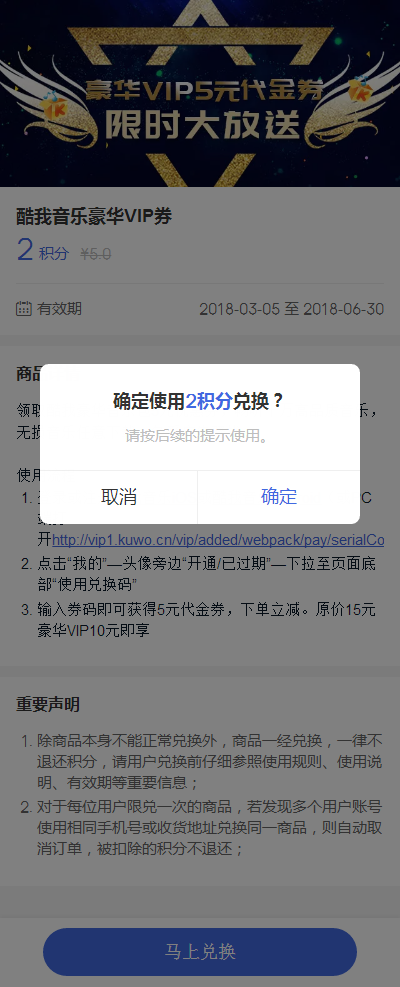 豪华VIP5元代金券
限时大放送
酷我音乐豪华VIP券
2 积分 ¥5.0
有效期 2018-03-05 至 2018-06-30
商品
确定使用2积分兑换？
领取 乐，
请按后续的提示使用。
无损
使用
取消 确定
1. PC
开http://vip1.kuwo.cn/vip/added/webpack/pay/serialCo
2. 点击“我的”—头像旁边“开通/已过期”—下拉至页面底
部“使用兑换码”
3. 输入券码即可获得5元代金券，下单立减。原价15元
豪华VIP10元即享
重要声明
1. 除商品本身不能正常兑换外，商品一经兑换，一律不
退还积分，请用户兑换前仔细参照使用规则、使用说
明、有效期等重要信息；
2. 对于每位用户限兑一次的商品，若发现多个用户账号
使用相同手机号或收货地址兑换同一商品，则自动取
消订单，被扣除的积分不退还；
马上兑换